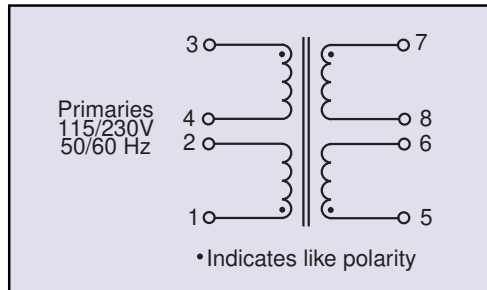 3 7
Primaries
115/230V
50/60 Hz
4 8
2 6
1 5
•Indicates like polarity